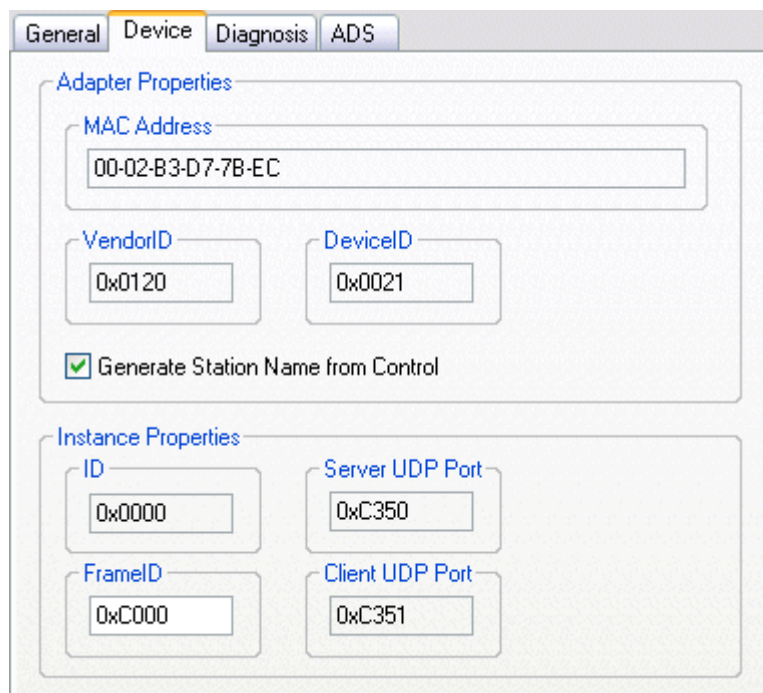 General Device Diagnosis ADS
Adapter Properties
MAC Address
00-02-B3-D7-7B-EC
VendorID DeviceID
0x0120 0x0021
Generate Station Name from Control
Instance Properties
ID Server UDP Port
0x0000 0xC350
FrameID Client UDP Port
0xC000 0xC351